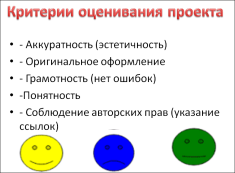 Критерии оценивания проекта
• - Аккуратность (эстетичность)
• - Оригинальное оформление
• - Грамотность (нет ошибок)
• -Понятность
• - Соблюдение авторских прав (указание
ссылок)